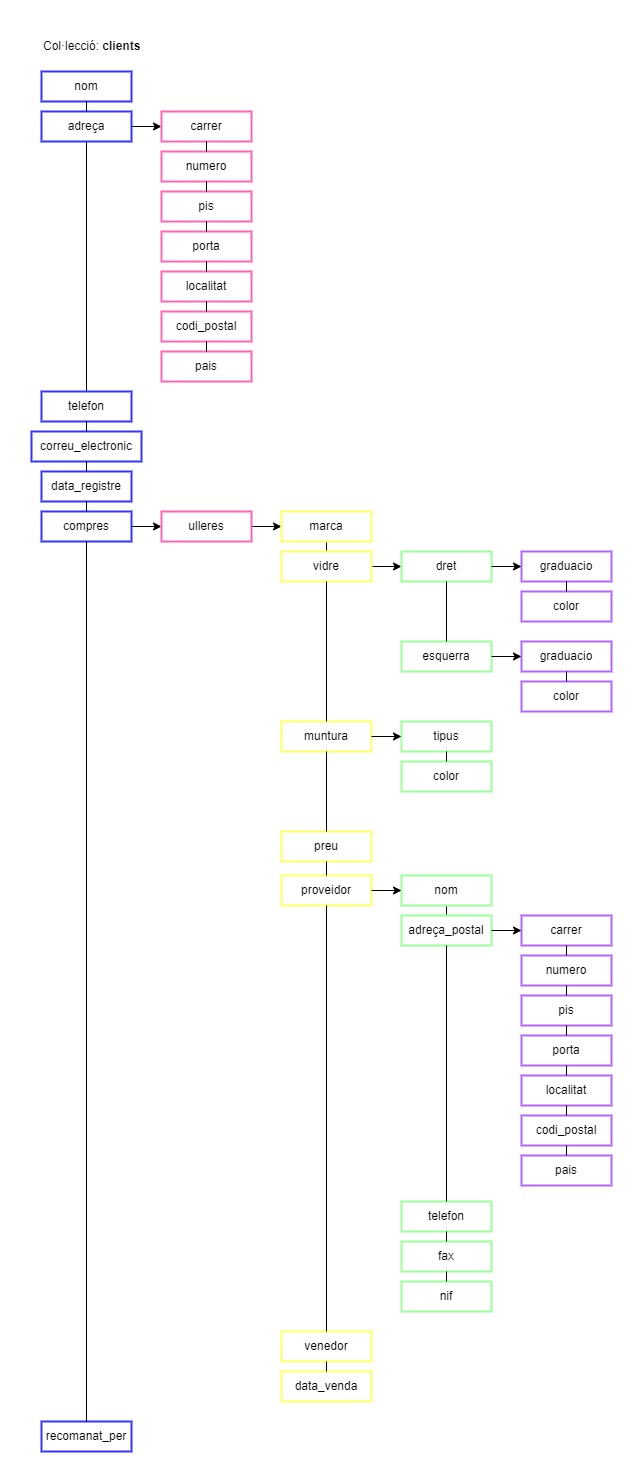 Col·lecció: clients
nom
adreça
carrer
numero
pis
porta
localitat
codi_postal
pais
telefon
correu_electronic
data_registre
compres
ulleres
marca
vidre
dret
graduacio
color
esquerra
graduacio
color
muntura
tipus
color
preu
proveidor
nom
adreça_postal
carrer
numero
pis
porta
localitat
codi_postal
pais
telefon
fax
nif
venedor
data_venda
recomanat_per